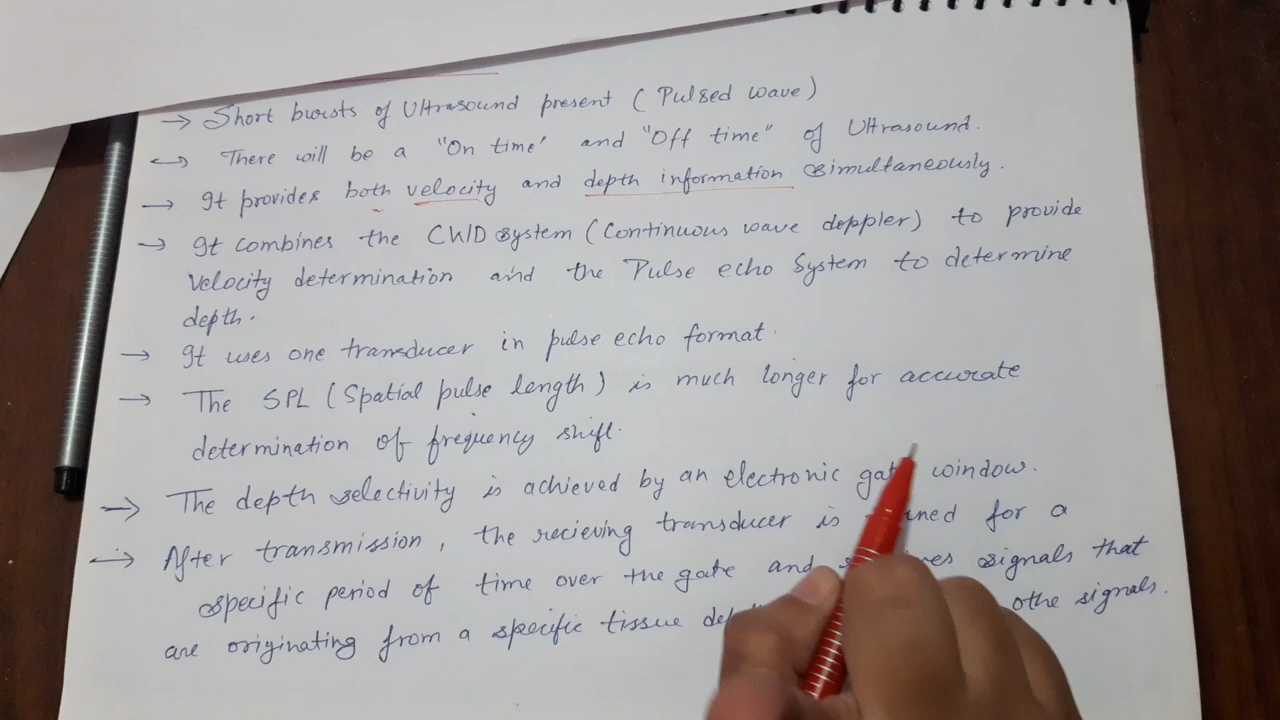 → Short bursts of Ultrasound present (Pulsed wave)
→ There will be a "On time' and "Off time" of Ultrasound.
→ It provides both velocity and depth information simultaneously.
→ It combines the CWD system (Continuous wave doppler) to provide
velocity determination and the Pulse echo System to determine
depth.
→ It uses one transducer in pulse echo format.
→ The SPL (Spatial pulse length) is much longer for accurate
determination of frequency shift.
→ The depth selectivity is achieved by an electronic gate window.
→ After transmission, the recieving transducer is for a
specific period of time over the gate and signals that
are originating from a specific tissue othe signals.